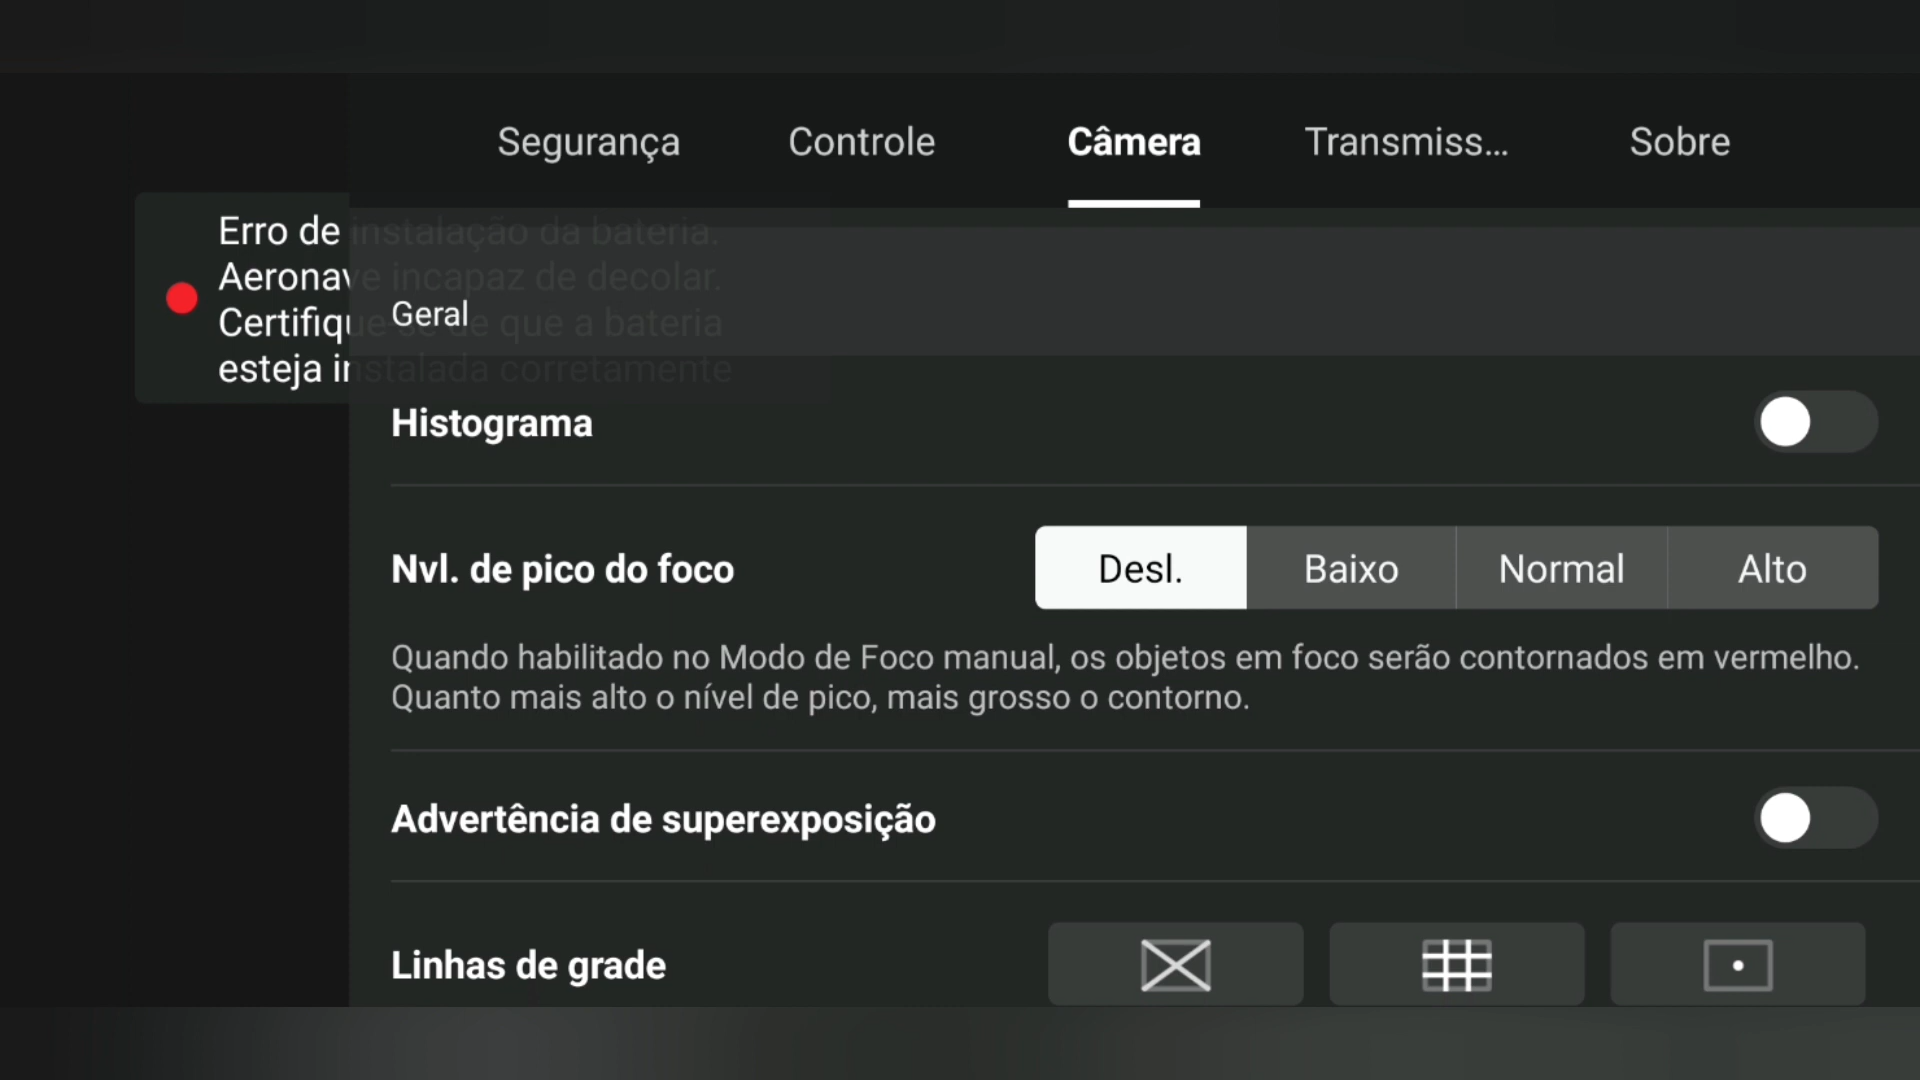 Segurança Controle Câmera Transmiss... Sobre
Erro de instalação da bateria.
Aeronave incapaz de decolar.
Certifique-se de que a bateria
esteja instalada corretamente
Geral
Histograma
Nvl. de pico do foco Desl. Baixo Normal Alto
Quando habilitado no Modo de Foco manual, os objetos em foco serão contornados em vermelho.
Quanto mais alto o nível de pico, mais grosso o contorno.
Advertência de superexposição
Linhas de grade